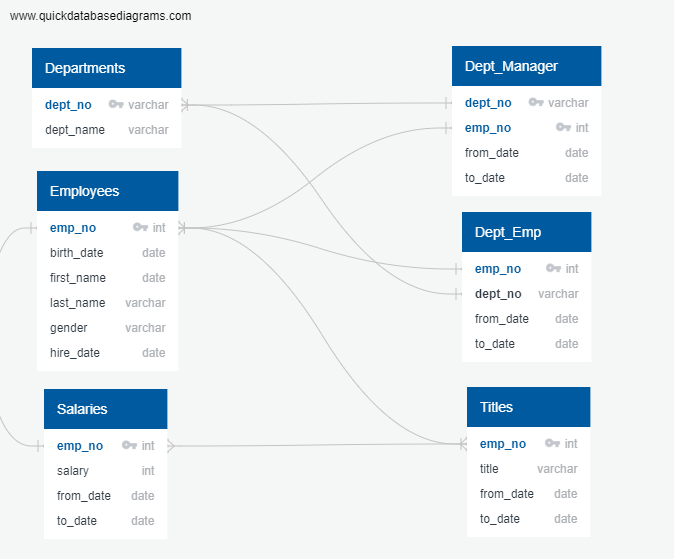 www.quickdatabasediagrams.com
Departments
dept_no varchar
dept_name varchar
Employees
emp_no int
birth_date date
first_name date
last_name varchar
gender varchar
hire_date date
Salaries
emp_no int
salary int
from_date date
to_date date
Dept_Manager
dept_no varchar
emp_no int
from_date date
to_date date
Dept_Emp
emp_no int
dept_no varchar
from_date date
to_date date
Titles
emp_no int
title varchar
from_date date
to_date date